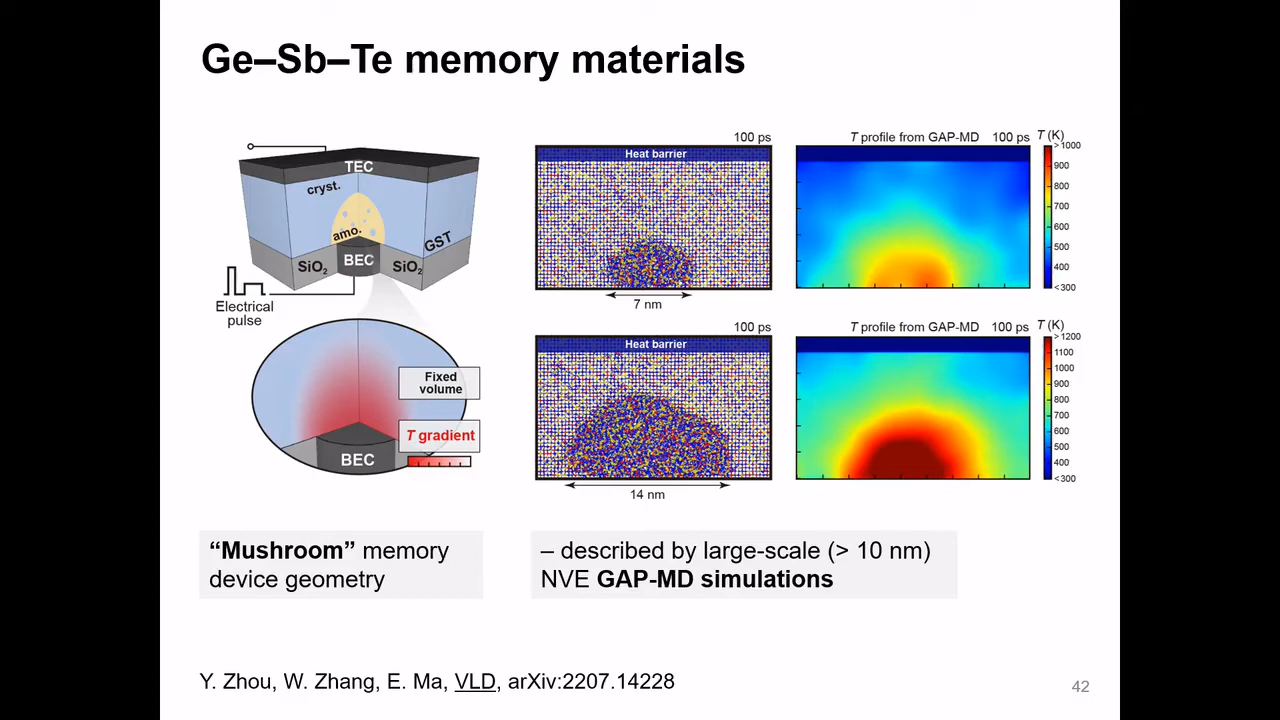 Ge–Sb–Te memory materials
TEC
cryst.
amo.
GST
BEC
SiO2
SiO2
Electrical
pulse
Fixed
volume
T gradient
BEC
100 ps
Heat barrier
7 nm
T profile from GAP-MD 100 ps T (K)
> 1000
900
800
700
600
500
400
<300
100 ps
Heat barrier
14 nm
T profile from GAP-MD 100 ps T (K)
> 1200
1100
1000
900
800
700
600
500
400
<300
“Mushroom” memory
device geometry
– described by large-scale (> 10 nm)
NVE GAP-MD simulations
Y. Zhou, W. Zhang, E. Ma, VLD, arXiv:2207.14228
42